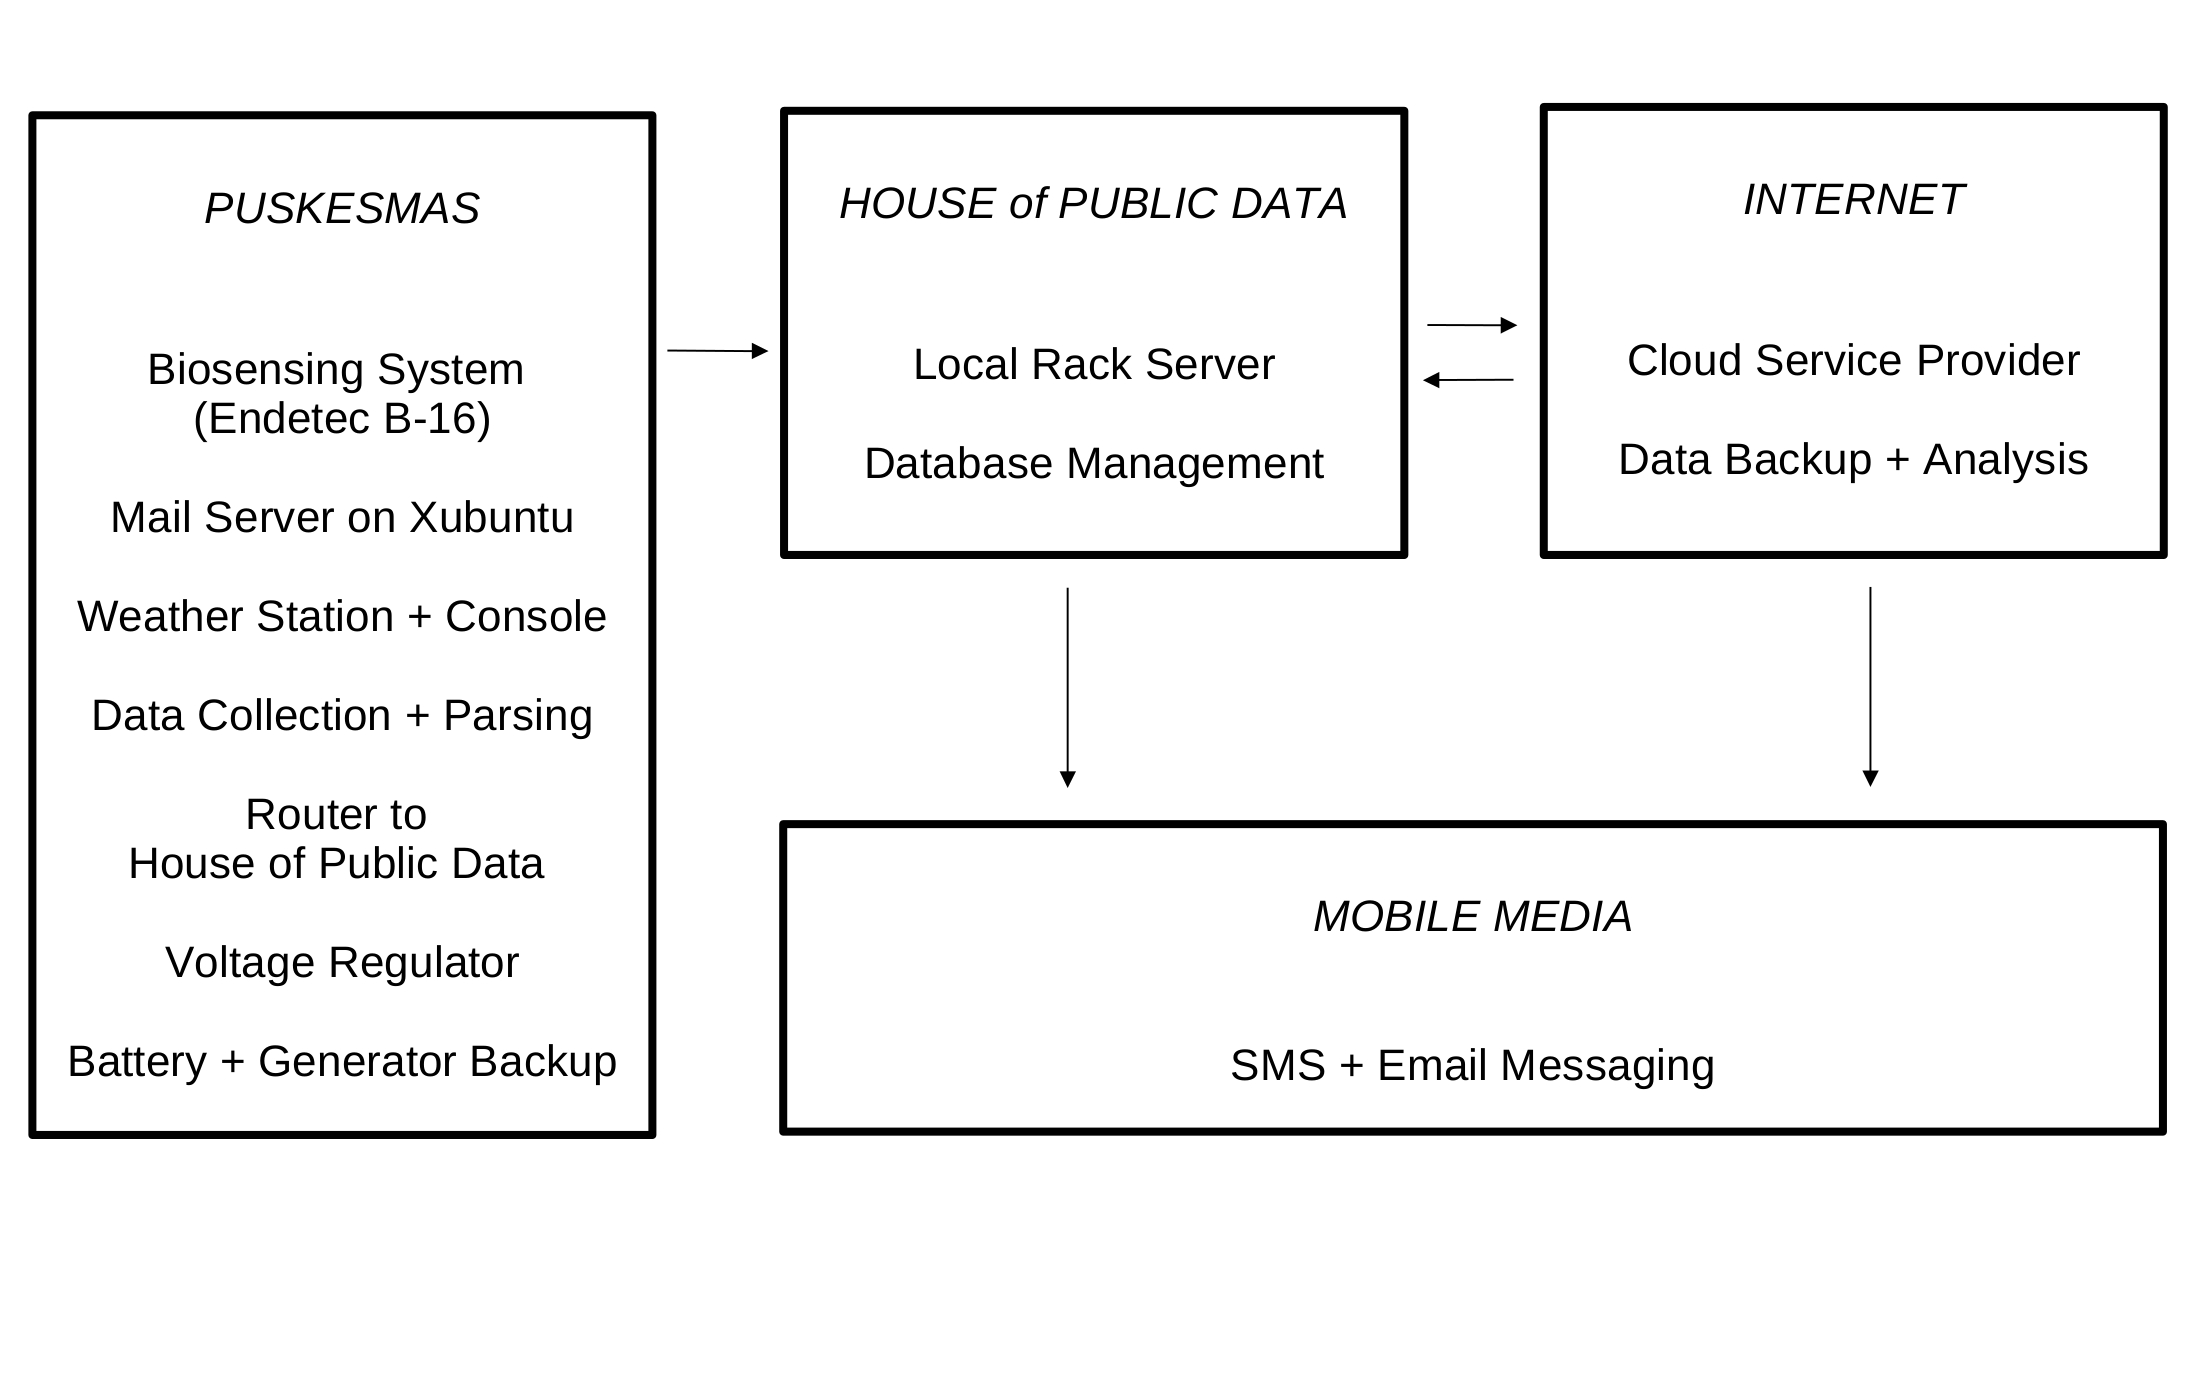 PUSKESMAS
Biosensing System
(Endetec B-16)
Mail Server on Xubuntu
Weather Station + Console
Data Collection + Parsing
Router to
House of Public Data
Voltage Regulator
Battery + Generator Backup
HOUSE of PUBLIC DATA
Local Rack Server
Database Management
INTERNET
Cloud Service Provider
Data Backup + Analysis
MOBILE MEDIA
SMS + Email Messaging